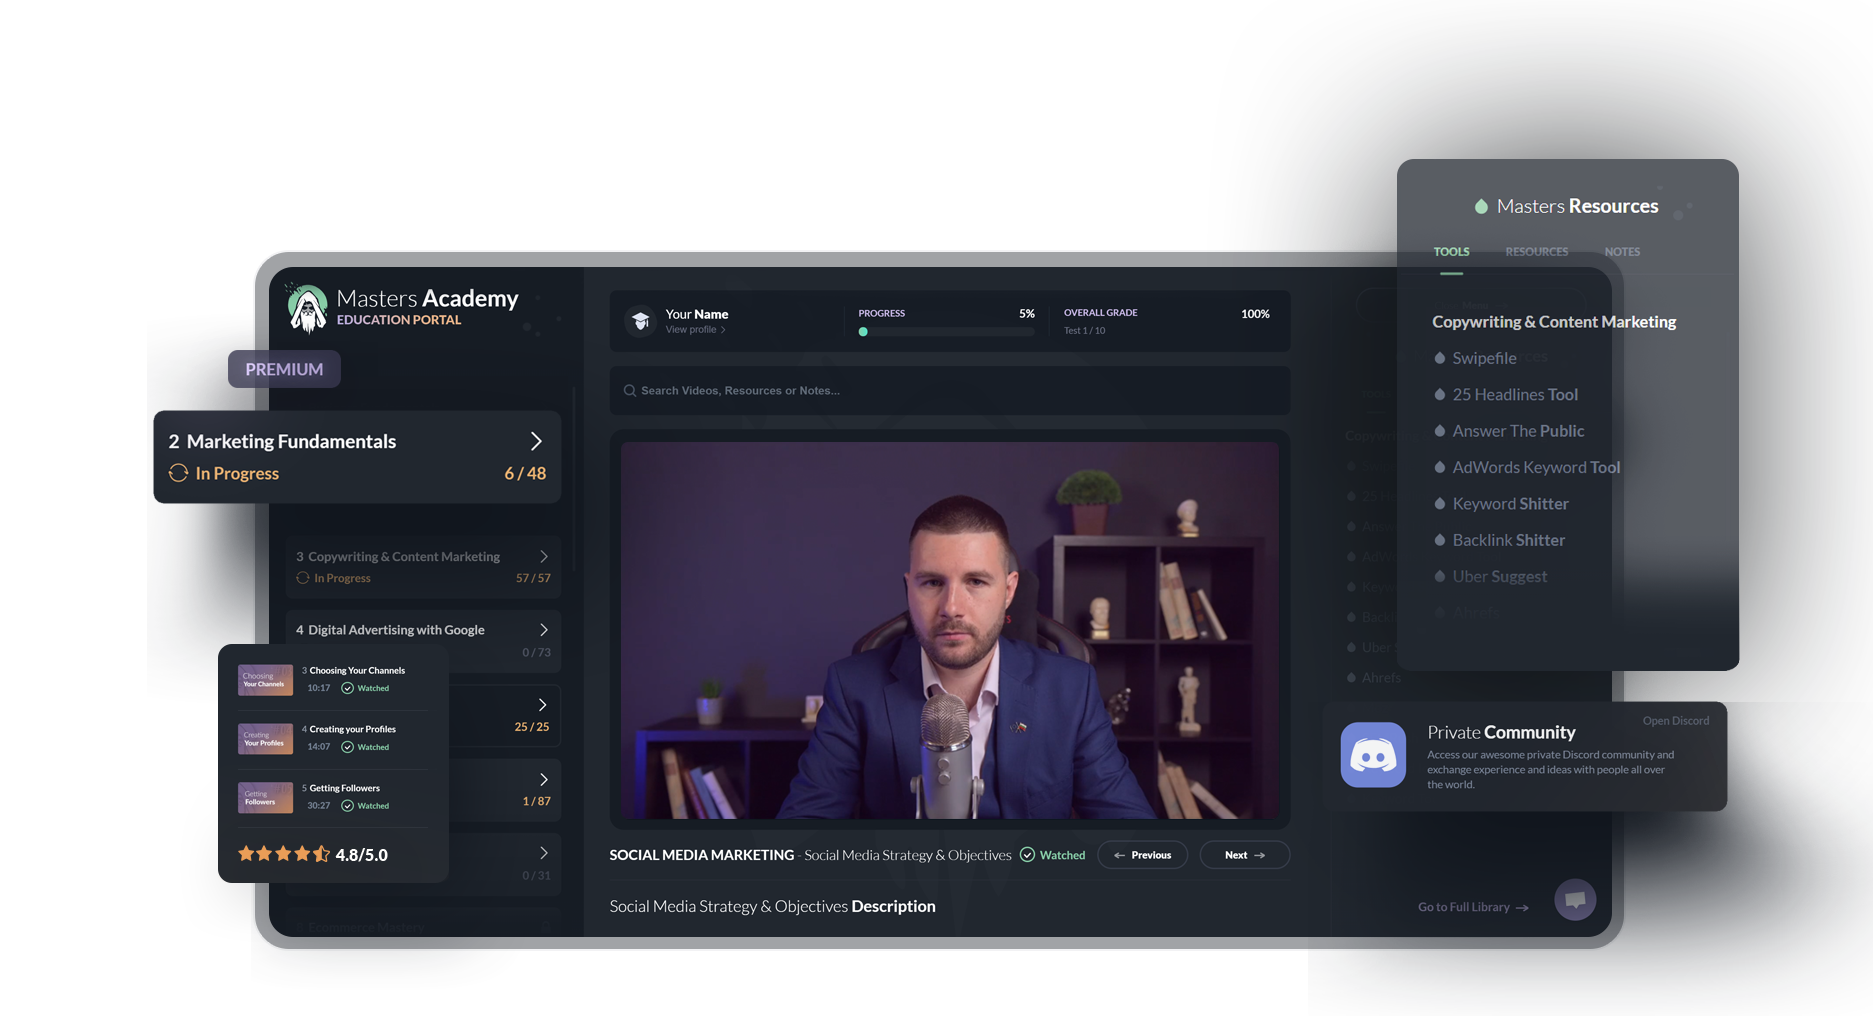 Masters Academy
EDUCATION PORTAL
PREMIUM
2 Marketing Fundamentals
In Progress 6 / 48
3 Copywriting & Content Marketing
In Progress 57 / 57
4 Digital Advertising with Google
0 / 73
25 / 25
1 / 87
0 / 31
Ecommerce Mastery
Choosing
Your Channels
3 Choosing Your Channels
10:17 Watched
Creating
Your Profiles
4 Creating your Profiles
14:07 Watched
Getting
Followers
5 Getting Followers
30:27 Watched
4.8/5.0
Your Name
View profile
PROGRESS 5%
OVERALL GRADE 100%
Test 1 / 10
Search Videos, Resources or Notes...
SOCIAL MEDIA MARKETING - Social Media Strategy & Objectives Watched
Previous
Next
Social Media Strategy & Objectives Description
Masters Resources
TOOLS RESOURCES NOTES
Copywriting & Content Marketing
Swipefile
25 Headlines Tool
Answer The Public
AdWords Keyword Tool
Keyword Shitter
Backlink Shitter
Uber Suggest
Ahrefs
Ahrefs
Open Discord
Private Community
Access our awesome private Discord community and
exchange experience and ideas with people all over
the world.
Go to Full Library